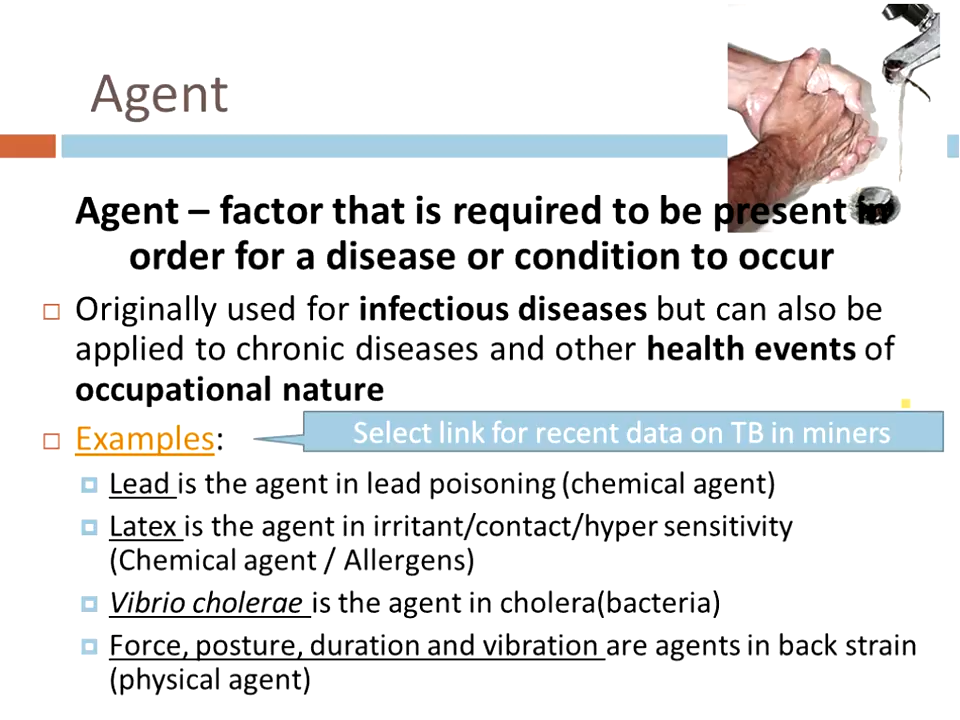 Agent
Agent – factor that is required to be present in
order for a disease or condition to occur
Originally used for infectious diseases but can also be
applied to chronic diseases and other health events of
occupational nature
Examples:
Select link for recent data on TB in miners
Lead is the agent in lead poisoning (chemical agent)
Latex is the agent in irritant/contact/hyper sensitivity
(Chemical agent / Allergens)
Vibrio cholerae is the agent in cholera(bacteria)
Force, posture, duration and vibration are agents in back strain
(physical agent)